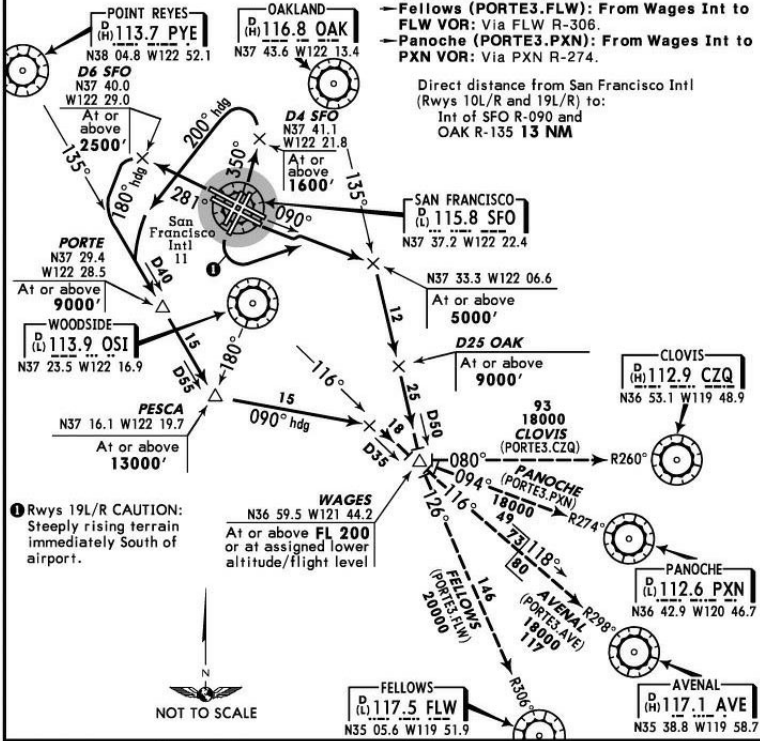 Fellows (PORTE3.FLW): From Wages Int to
FLW VOR: Via FLW R-306.
Panoche (PORTE3.PXN): From Wages Int to
PXN VOR: Via PXN R-274.
Direct distance from San Francisco Intl
(Rwys 10L/R and 19L/R) to:
Int of SFO R-090 and
OAK R-135 13 NM
POINT REYES
D
(H) 113.7 PYE
N38 04.8 W122 52.1
OAKLAND
D
(H) 116.8 OAK
N37 43.6 W122 13.4
D6 SFO
N37 40.0
W122 29.0
At or
above
2500'
D4 SFO
N37 41.1
W122 21.8
At or
above
1600'
200° hdg
135°
180° hdg
281°
350°
090°
135°
San
Francisco
Intl
11
SAN FRANCISCO
D
(L) 115.8 SFO
N37 37.2 W122 22.4
PORTE
N37 29.4
W122 28.5
At or above
9000'
D40
1
N37 33.3 W122 06.6
At or above
5000'
12
WOODSIDE
D
(L) 113.9 OSI
N37 23.5 W122 16.9
15
D55
180°
D25 OAK
At or above
9000'
25
D50
CLOVIS
D
(H) 112.9 CZQ
N36 53.1 W119 48.9
PESCA
N37 16.1 W122 19.7
At or above
13000'
116°
15
090° hdg
18
D35
93
18000
CLOVIS
(PORTE3.CZQ)
080°
R260°
WAGES
N36 59.5 W121 44.2
At or above FL 200
or at assigned lower
altitude/flight level
094°
PANOCHE
(PORTE3.PXN)
18000
49
R274°
PANOCHE
D
(L) 112.6 PXN
N36 42.9 W120 46.7
116°
73
80
118°
AVENAL
(PORTE3.AVE)
18000
117
R298°
AVENAL
D
(H) 117.1 AVE
N35 38.8 W119 58.7
126°
146
FELLOWS
(PORTE3.FLW)
20000
R306°
FELLOWS
D
(L) 117.5 FLW
N35 05.6 W119 51.9
1 Rwys 19L/R CAUTION:
Steeply rising terrain
immediately South of
airport.
N
NOT TO SCALE